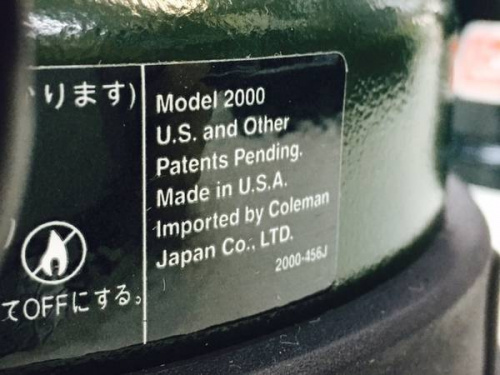 ります)
Model 2000
U.S. and Other
Patents Pending.
Made in U.S.A.
Imported by Coleman
Japan Co., LTD.
2000-456J
てOFFにする。